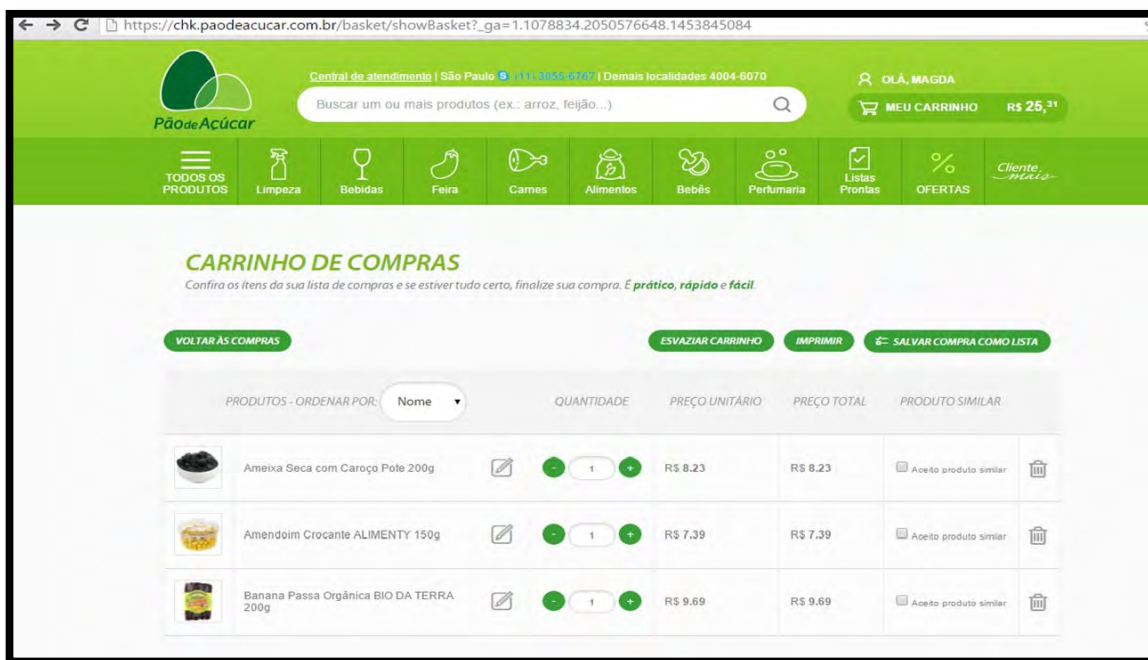 https://chk.paodeacucar.com.br/basket/showBasket?_ga=1.1078834.2050576648.1453845084
Central de atendimento | São Paulo (11) 3055-6767 | Demais localidades 4004-6070
OLÁ, MAGDA
Buscar um ou mais produtos (ex.: arroz, feijão...)
MEU CARRINHO R$ 25,31
Pão de Açúcar
TODOS OS PRODUTOS
Limpeza
Bebidas
Feira
Carnes
Alimentos
Bebês
Perfumaria
Listas Prontas
% OFERTAS
Cliente mais
CARRINHO DE COMPRAS
Confira os ítens da sua lista de compras e se estiver tudo certo, finalize sua compra. É prático, rápido e fácil.
VOLTAR ÀS COMPRAS ESVAZIAR CARRINHO IMPRIMIR SALVAR COMPRA COMO LISTA
PRODUTOS - ORDENAR POR: Nome QUANTIDADE PREÇO UNITÁRIO PREÇO TOTAL PRODUTO SIMILAR
Ameixa Seca com Caroço Pote 200g - 1 + R$ 8.23 R$ 8.23 Aceito produto similar
Amendoim Crocante ALIMENTY 150g - 1 + R$ 7.39 R$ 7.39 Aceito produto similar
Banana Passa Orgânica BIO DA TERRA
200g - 1 + R$ 9.69 R$ 9.69 Aceito produto similar